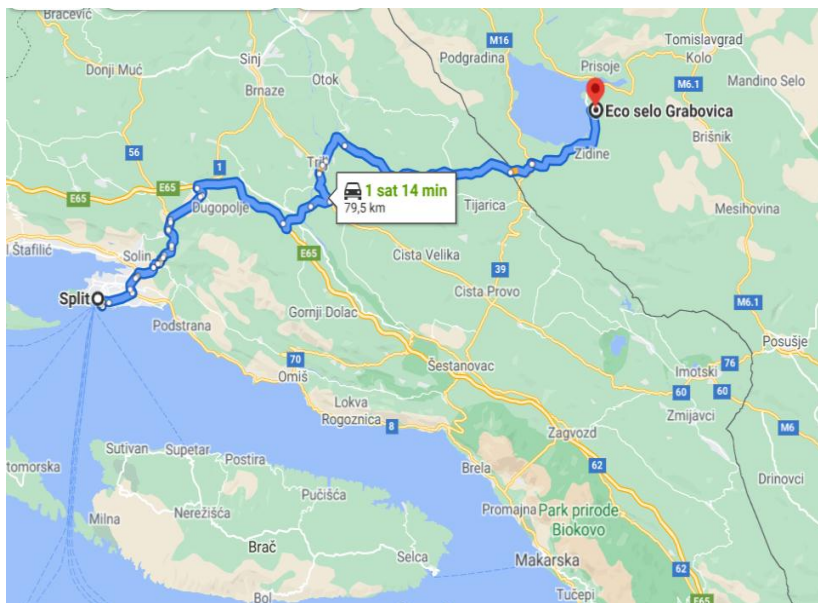 Bračević
Donji Muć
Sinj
Brnaze
Otok
Podgradina
M16
Prisoje
Tomislavgrad
Kolo
M6.1
Mandino Selo
Eco selo Grabovica
Brišnik
Zidine
56
1
Trilj
E65
E65
Dugopolje
1 sat 14 min
79,5 km
Tijarica
Mesihovina
Solin
E65
Cista Velika
39
Cista Provo
M6.1
Split
Podstrana
Gornji Dolac
Posušje
70
Omiš
Šestanovac
Imotski
76
60
60
Zmijavci
M6
Lokva
Rogoznica
8
Zagvozd
62
Drinovci
Sutivan
Supetar
Postira
Brela
Pučišća
Promajna
Park prirode
Biokovo
Milna
Nerežišća
Brač
Selca
Makarska
62
Bol
Tučepi
E65